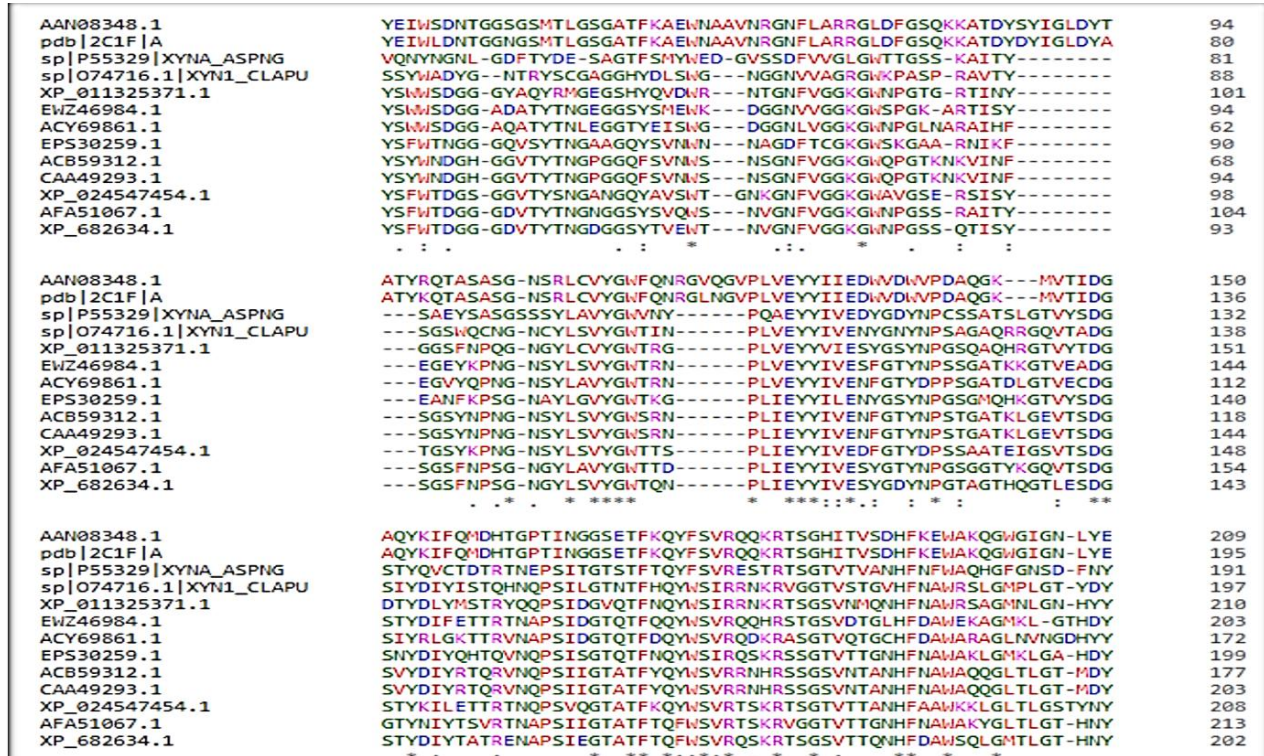 AAN08348.1 YEIWSDNTGGSGSMTLGSGATFKAEWNAAVNRGNFLARRGLDFGSQKKATDYSYIGLDYT 94
pdb|2C1F|A YEIWLDNTGGNGSMTLGSGATFKAEWNAAVNRGNFLARRGLDFGSQKKATDYDYIGLDYA 80
sp|P55329|XYNA_ASPNG VQNYNGNL-GDFTYDE-SAGTFSMYWED-GVSSDFVVGLGWTTGSS-KAITY-------- 81
sp|O74716.1|XYN1_CLAPU SSYWADYG--NTRYSCGAGGHYDLSWG---NGGNVVAGRGWKPASP-RAVTY-------- 88
XP_011325371.1 YSWWSDGG-GYAQYRMGEGSHYQVDWR---NTGNFVGGKGWNPGTG-RTINY-------- 101
EWZ46984.1 YSWWSDGG-ADATYTNGEGGSYSMEWK---DGGNVVGGKGWSPGK-ARTISY-------- 94
ACY69861.1 YSWWSDGG-AQATYTNLEGGTYEISWG---DGGNLVGGKGWNPGLNARAIHF-------- 62
EPS30259.1 YSFWTNGG-GQVSYTNGAAGQYSVNWN---NAGDFTCGKGWSKGAA-RNIKF-------- 90
ACB59312.1 YSYWNDGH-GGVTYTNGPGGQFSVNWS---NSGNFVGGKGWQPGTKNKVINF-------- 68
CAA49293.1 YSYWNDGH-GGVTYTNGPGGQFSVNWS---NSGNFVGGKGWQPGTKNKVINF-------- 94
XP_024547454.1 YSFWTDGS-GGVTYSNGANGQYAVSWT---GNKGNFVGGKGWAVGSE-RSISY-------- 98
AFA51067.1 YSFWTDGG-GDVTYTNGNGGSYSVQWS---NVGNFVGGKGWNPGSS-RAITY-------- 104
XP_682634.1 YSFWTDGG-GDVTYTNGDGGSYTVEWT---NVGNFVGGKGWNPGSS-QTISY-------- 93
. : . . : * .:. * . : :
AAN08348.1 ATYRQTASASG-NSRLCVYGWFQNRGVQGVPLVEYYIIEDWVDWVPDAQGK---MVTIDG 150
pdb|2C1F|A ATYKQTASASG-NSRLCVYGWFQNRGLNGVPLVEYYIIEDWVDWVPDAQGK---MVTIDG 136
sp|P55329|XYNA_ASPNG ---SAEYSASGSSSYLAVYGWVNY------PQAEYYIVEDYGDYNPCSSATSLGTVYSDG 132
sp|O74716.1|XYN1_CLAPU ---SGSWQCNG-NCYLSVYGWTIN------PLVEYYIVENYGNYNPSAGAQRRGQVTADG 138
XP_011325371.1 ---GGSFNPQG-NGYLCVYGWTRG------PLVEYYVIESYGSYNPGSQAQHRGTVYTDG 151
EWZ46984.1 ---EGEYKPNG-NSYLAVYGWTRN------PLVEYYIVESFGTYNPSSGATKKGTVEADG 144
ACY69861.1 ---EGVYQPNG-NSYLAVYGWTRN------PLVEYYIVENFGTYDPPSGATDLGTVECDG 112
EPS30259.1 ---EANFKPSG-NAYLGVYGWTKG------PLIEYYILENYGSYNPGSGMQHKGTVYSDG 140
ACB59312.1 ---SGSYNPNG-NSYLSVYGWSRN------PLIEYYIVENFGTYNPSTGATKLGEVTSDG 118
CAA49293.1 ---SGSYNPNG-NSYLSVYGWSRN------PLIEYYIVENFGTYNPSTGATKLGEVTSDG 144
XP_024547454.1 ---TGSYKPNG-NSYLSVYGWTTS------PLIEYYIVEDFGTYDPSSAATEIGSVTSDG 148
AFA51067.1 ---SGSFNPSG-NGYLAVYGWTTD------PLIEYYIVESYGTYNPGSGGTYKGQVTSDG 154
XP_682634.1 ---SGSFNPSG-NGYLSVYGWTQN------PLIEYYIVESYGDYNPGTAGTHQGTLESDG 143
. .* * **** * ***::*.: : * : : **
AAN08348.1 AQYKIFQMDHTGPTINGGSETFKQYFSVRQQKRTSGHITVSDHFKEWAKQGWGIGN-LYE 209
pdb|2C1F|A AQYKIFQMDHTGPTINGGSETFKQYFSVRQQKRTSGHITVSDHFKEWAKQGWGIGN-LYE 195
sp|P55329|XYNA_ASPNG STYQVCTDTRTNEPSITGTSTFTQYFSVRESTRTSGTVTVANHFNFWAQHGFGNSD-FNY 191
sp|O74716.1|XYN1_CLAPU SIYDIYISTQHNQPSILGTNTFHQYWSIRRNKRVGGTVSTGVHFNAWRSLGMPLGT-YDY 197
XP_011325371.1 DTYDLYMSTRYQQPSIDGVQTFNQYWSIRRNKRTSGSVNMQNHFNAWRSAGMNLGN-HYY 210
EWZ46984.1 STYDIFETTRTNAPSIDGTQTFQQYWSVRQQHRSTGSVDTGLHFDAWEKAGMKL-GTHDY 203
ACY69861.1 SIYRLGKTTRVNAPSIDGTQTFDQYWSVRQDKRASGTVQTGCHFDAWARAGLNVNGDHYY 172
EPS30259.1 SNYDIYQHTQVNQPSISGTQTFNQYWSIRQSKRSSGTVTTGNHFNAWAKLGMKLGA-HDY 199
ACB59312.1 SVYDIYRTQRVNQPSIIGTATFYQYWSVRRNHRSSGSVNTANHFNAWAQQGLTLGT-MDY 177
CAA49293.1 SVYDIYRTQRVNQPSIIGTATFYQYWSVRRNHRSSGSVNTANHFNAWAQQGLTLGT-MDY 203
XP_024547454.1 STYKILETTRTNQPSVQGTATFKQYWSVRTSKRTSGTVTTANHFAAWKKLGLTLGSTYNY 208
AFA51067.1 GTYNIYTSVRTNAPSIIGTATFTQFWSVRTSKRVGGTVTTGNHFNAWAKYGLTLGT-HNY 213
XP_682634.1 STYDIYTATRENAPSIEGTATFTQFWSVRQSKRTSGSVTTQNHFDAWSQLGMTLGT-HNY 202